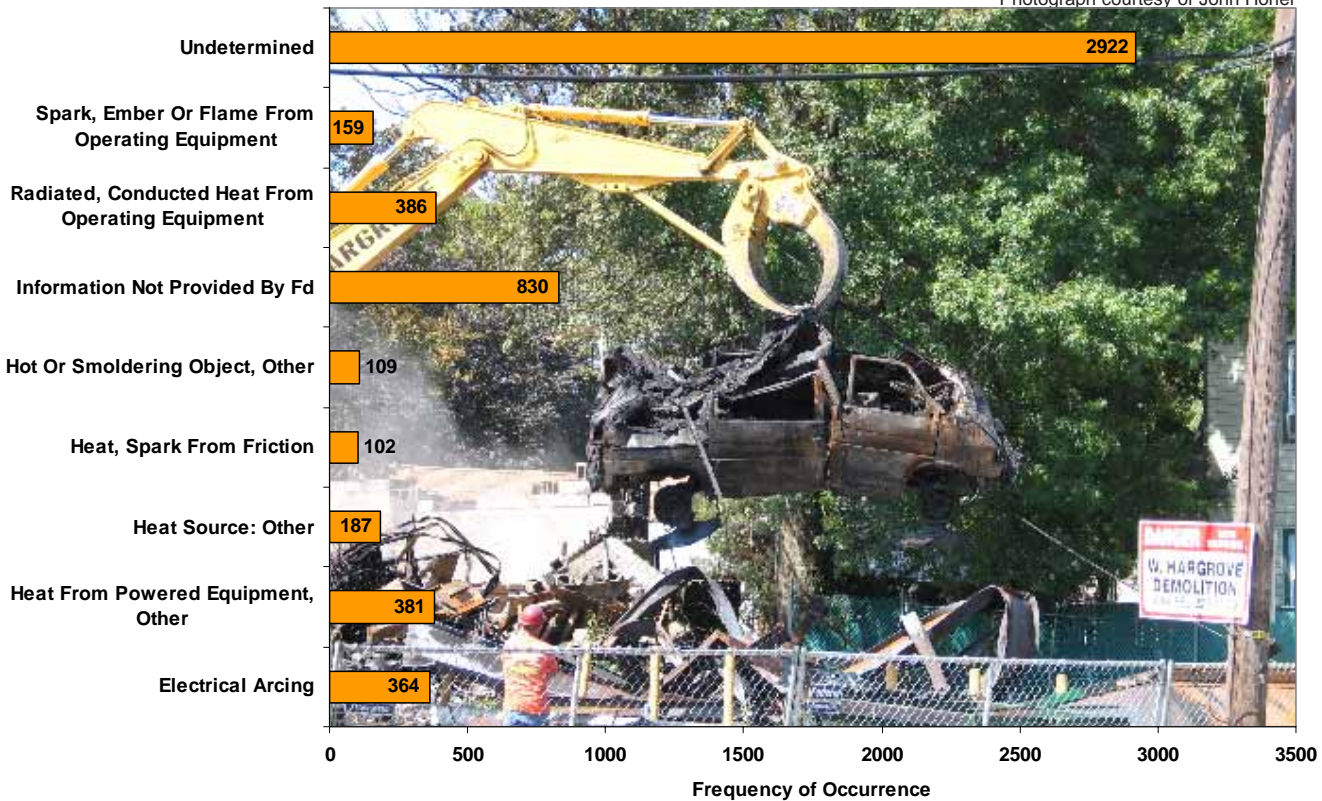 Photograph courtesy of John Hofer
Undetermined
2922
Spark, Ember Or Flame From
Operating Equipment
159
Radiated, Conducted Heat From
Operating Equipment
386
Information Not Provided By Fd
830
Hot Or Smoldering Object, Other
109
Heat, Spark From Friction
102
Heat Source: Other
187
Heat From Powered Equipment,
Other
381
Electrical Arcing
364
DANGER
W. HARGROVE
DEMOLITION
0 500 1000 1500 2000 2500 3000 3500
Frequency of Occurrence